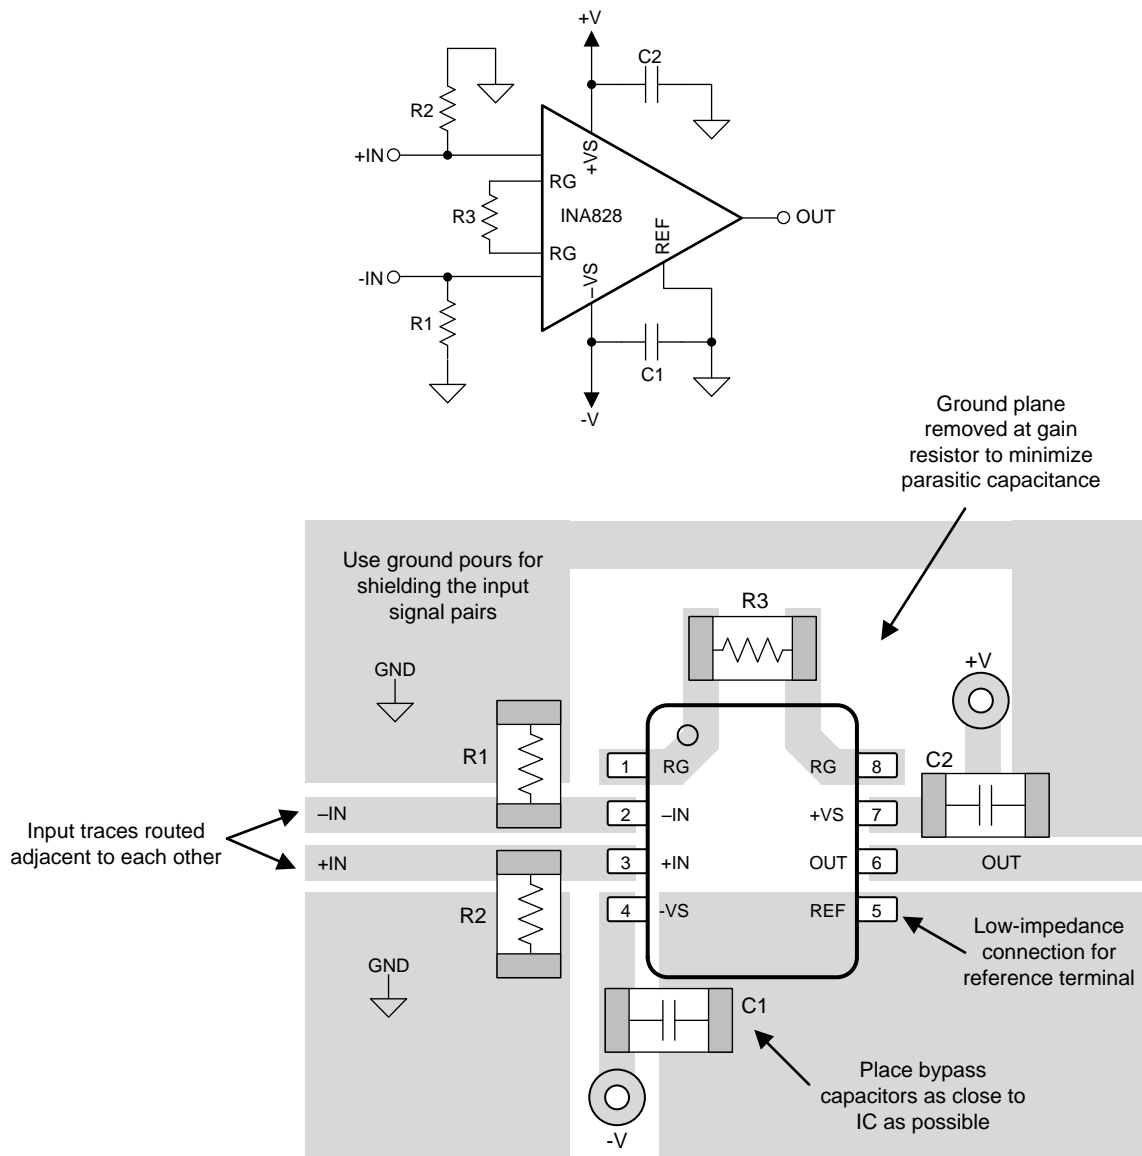 +V
C2
R2
+IN
+VS
RG
R3
INA828
OUT
REF
RG
-IN
–VS
R1
C1
-V
Ground plane
removed at gain
resistor to minimize
parasitic capacitance
Use ground pours for
shielding the input
signal pairs
R3
GND
+V
R1
C2
1
RG
RG
8
–IN
2
–IN
+VS
7
Input traces routed
adjacent to each other
+IN
3
+IN
OUT
6
OUT
R2
4
-VS
REF
5
Low-impedance
connection for
reference terminal
GND
C1
Place bypass
capacitors as close to
IC as possible
-V